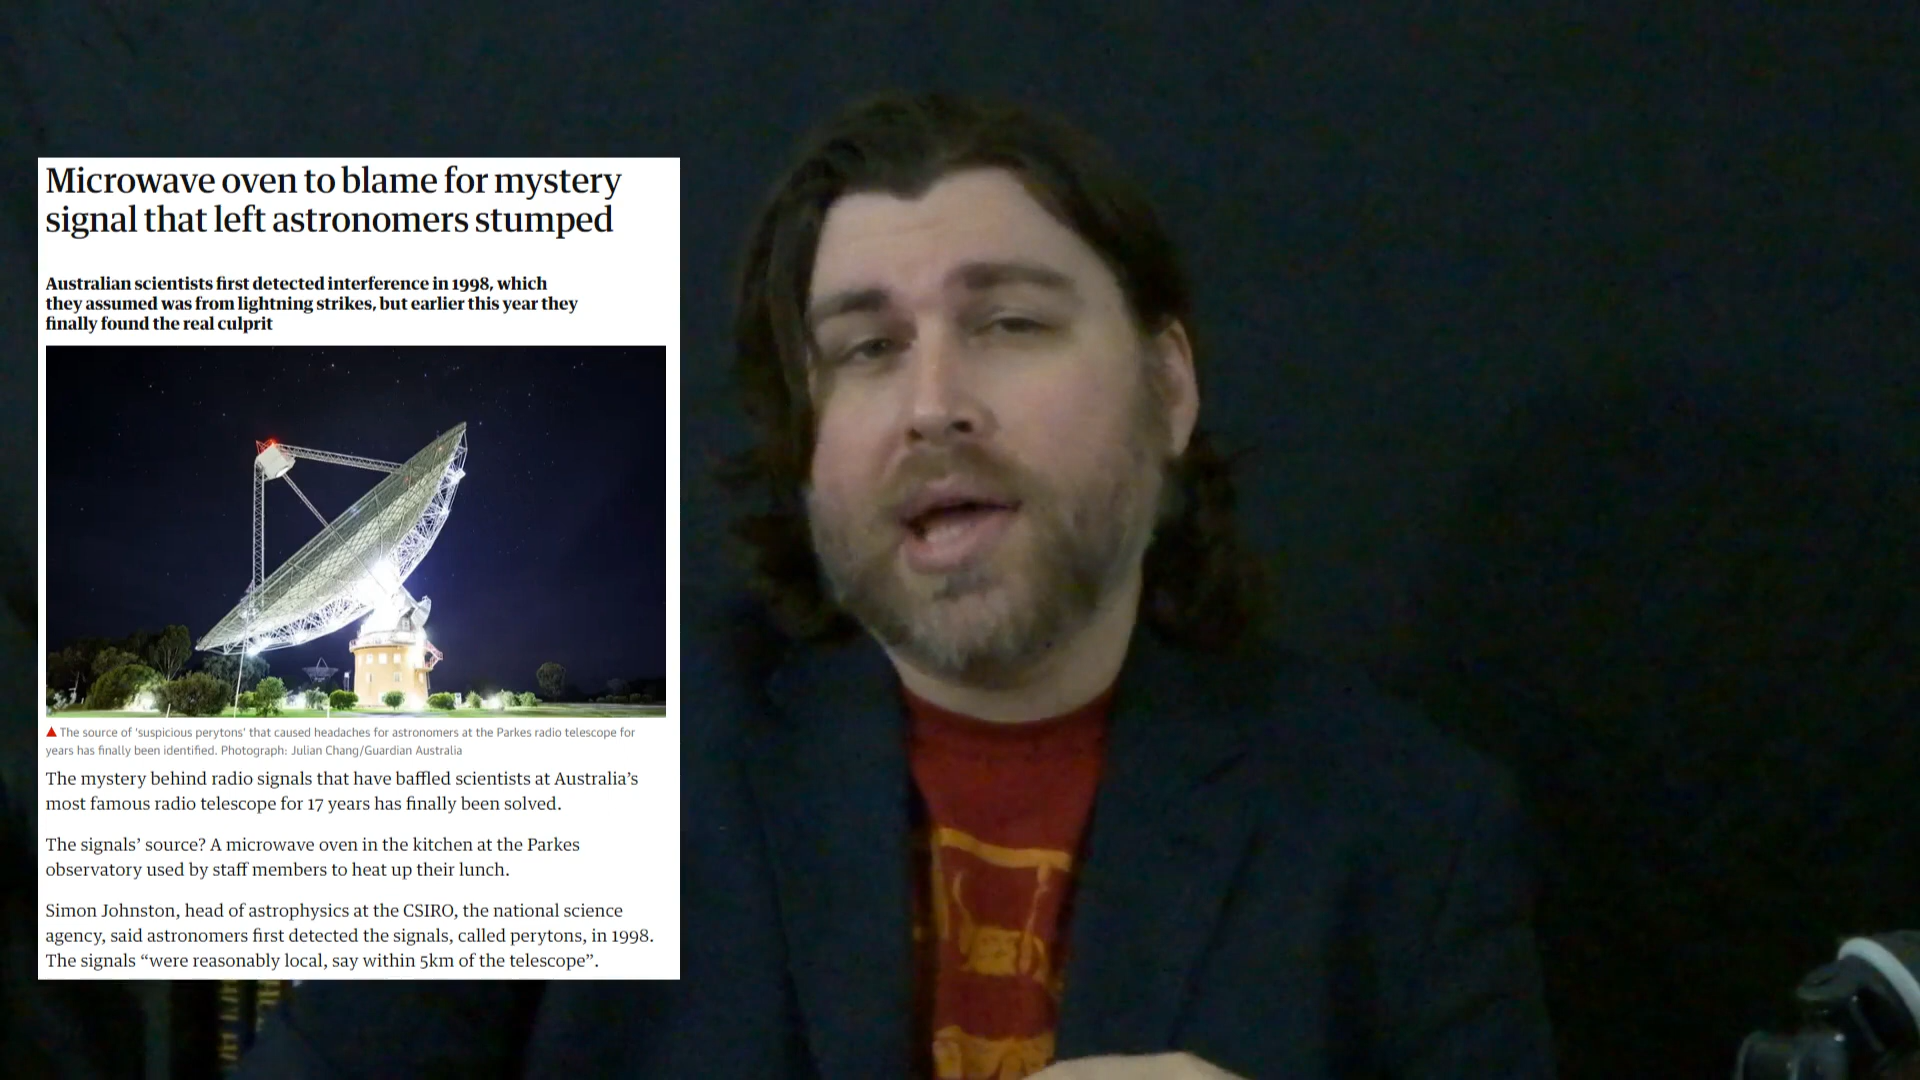 Microwave oven to blame for mystery
signal that left astronomers stumped
Australian scientists first detected interference in 1998, which
they assumed was from lightning strikes, but earlier this year they
finally found the real culprit
▲ The source of 'suspicious perytons' that caused headaches for astronomers at the Parkes radio telescope for
years has finally been identified. Photograph: Julian Chang/Guardian Australia
The mystery behind radio signals that have baffled scientists at Australia's
most famous radio telescope for 17 years has finally been solved.
The signals' source? A microwave oven in the kitchen at the Parkes
observatory used by staff members to heat up their lunch.
Simon Johnston, head of astrophysics at the CSIRO, the national science
agency, said astronomers first detected the signals, called perytons, in 1998.
The signals “were reasonably local, say within 5km of the telescope”.